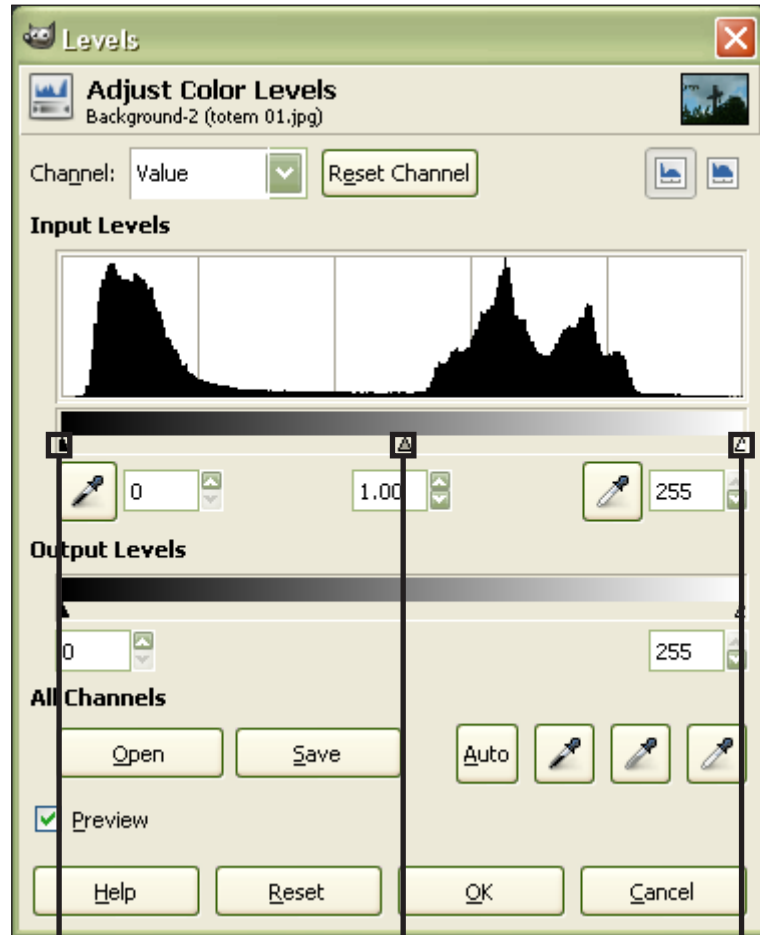 Levels
Adjust Color Levels
Background-2 (totem 01.jpg)
Channel: Value Reset Channel
Input Levels
0 1.00 255
Output Levels
0 255
All Channels
Open Save Auto
Preview
Help Reset OK Cancel